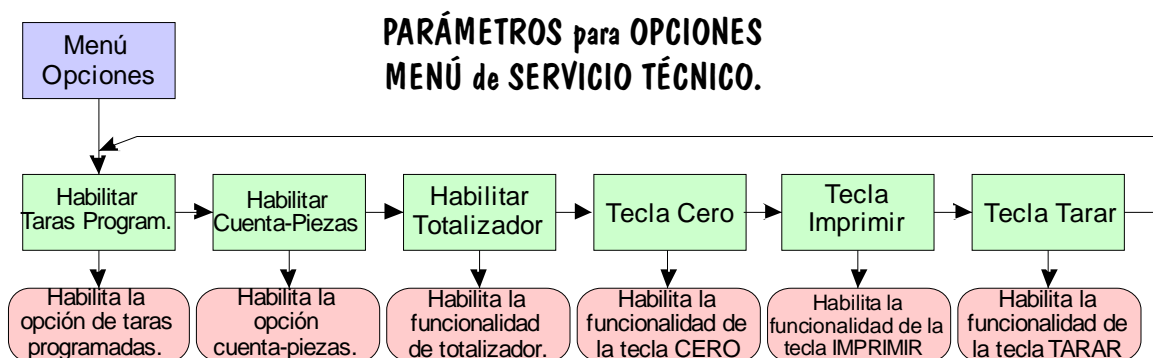 Menú
Opciones
PARÁMETROS para OPCIONES
MENÚ de SERVICIO TÉCNICO.
Habilitar
Taras Program.
Habilitar
Cuenta-Piezas
Habilitar
Totalizador
Tecla Cero
Tecla
Imprimir
Tecla Tarar
Habilita la
opción de taras
programadas.
Habilita la
opción
cuenta-piezas.
Habilita la
funcionalidad
de totalizador.
Habilita la
funcionalidad de
la tecla CERO
Habilita la
funcionalidad de la
tecla IMPRIMIR
Habilita la
funcionalidad de
la tecla TARAR